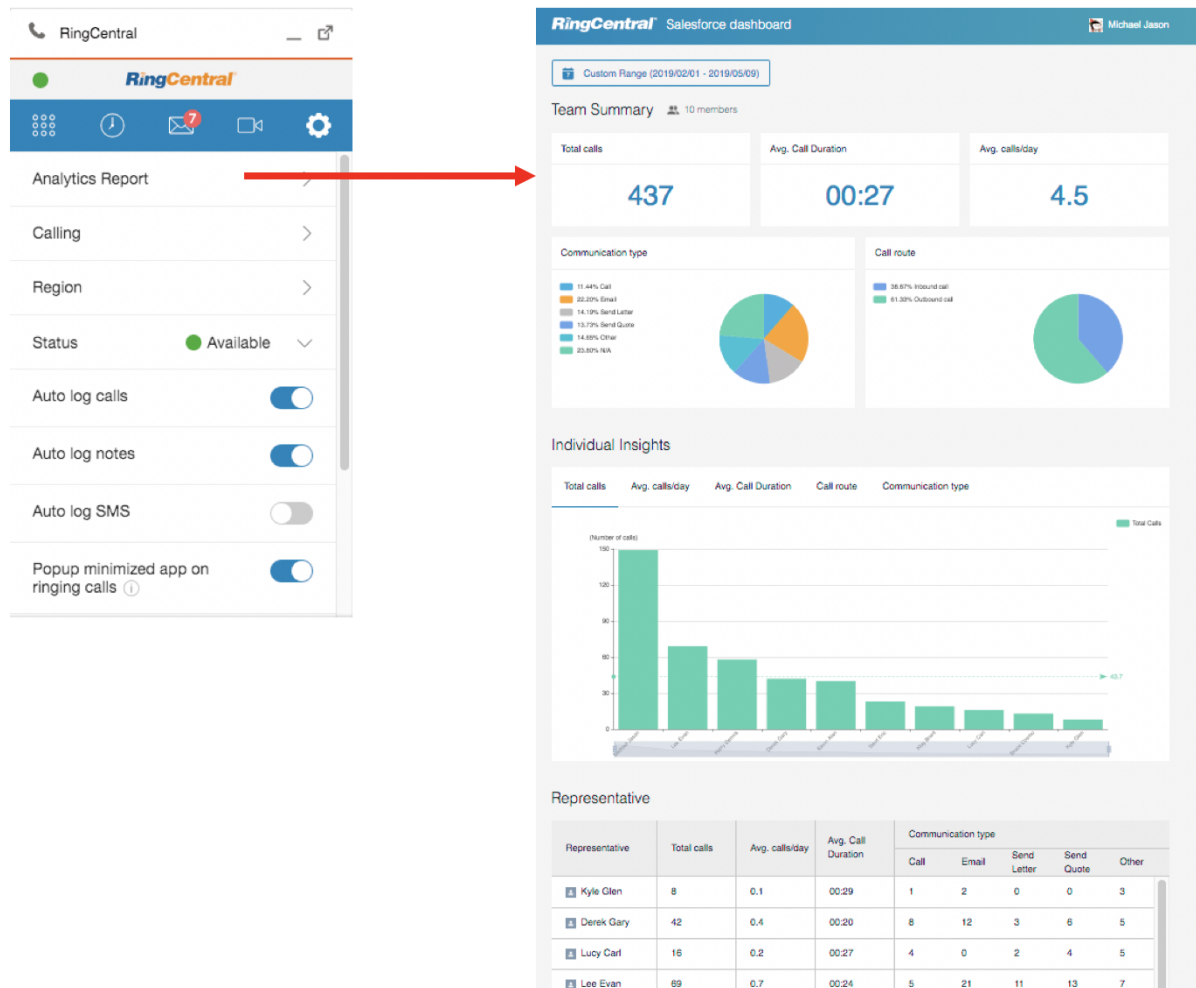 RingCentral
RingCentral
7
Analytics Report
Calling
Region
Status Available
Auto log calls
Auto log notes
Auto log SMS
Popup minimized app on
ringing calls
RingCentral Salesforce dashboard Michael Jason
7 Custom Range (2019/02/01 - 2019/05/09)
Team Summary 10 members
Total calls Avg. Call Duration Avg. calls/day
437 00:27 4.5
Communication type Call route
11.44% Call
22.20% Email
14.19% Send Letter
13.73% Send Quote
14.65% Other
23.80% N/A
38.67% Inbound call
61.33% Outbound call
Individual Insights
Total calls Avg. calls/day Avg. Call Duration Call route Communication type
Total Calls
(Number of calls)
150
120
90
60
43.7
30
0
Lee Evan Derek Gary Lucy Carl Kyle Glen
Representative
Representative Total calls Avg. calls/day Avg. Call Duration Communication type
Call Email Send Letter Send Quote Other
Kyle Glen 8 0.1 00:29 1 2 0 0 3
Derek Gary 42 0.4 00:20 8 12 3 6 5
Lucy Carl 16 0.2 00:27 4 0 2 4 5
Lee Evan 69 0.7 00:24 5 21 11 13 7